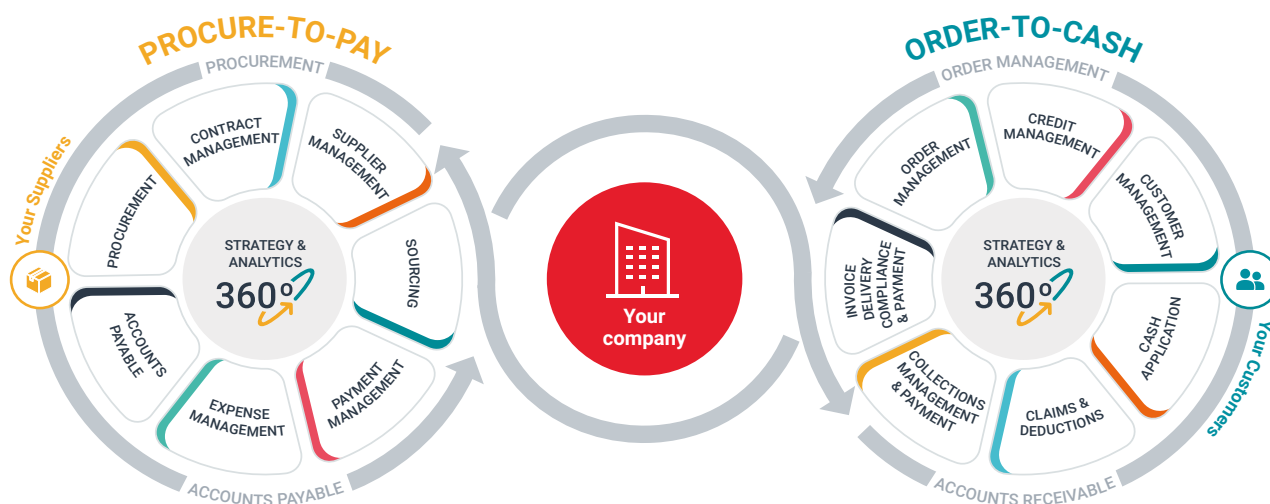 PROCURE-TO-PAY
PROCUREMENT
Your Suppliers
CONTRACT
MANAGEMENT
SUPPLIER
MANAGEMENT
PROCUREMENT
SOURCING
STRATEGY &
ANALYTICS
360º
ACCOUNTS
PAYABLE
EXPENSE
MANAGEMENT
PAYMENT
MANAGEMENT
ACCOUNTS PAYABLE
Your
company
ORDER-TO-CASH
ORDER MANAGEMENT
ORDER
MANAGEMENT
CREDIT
MANAGEMENT
CUSTOMER
MANAGEMENT
INVOICE
DELIVERY
COMPLIANCE
& PAYMENT
STRATEGY &
ANALYTICS
360º
CASH
APPLICATION
COLLECTIONS
MANAGEMENT
& PAYMENT
CLAIMS &
DEDUCTIONS
Your Customers
ACCOUNTS RECEIVABLE